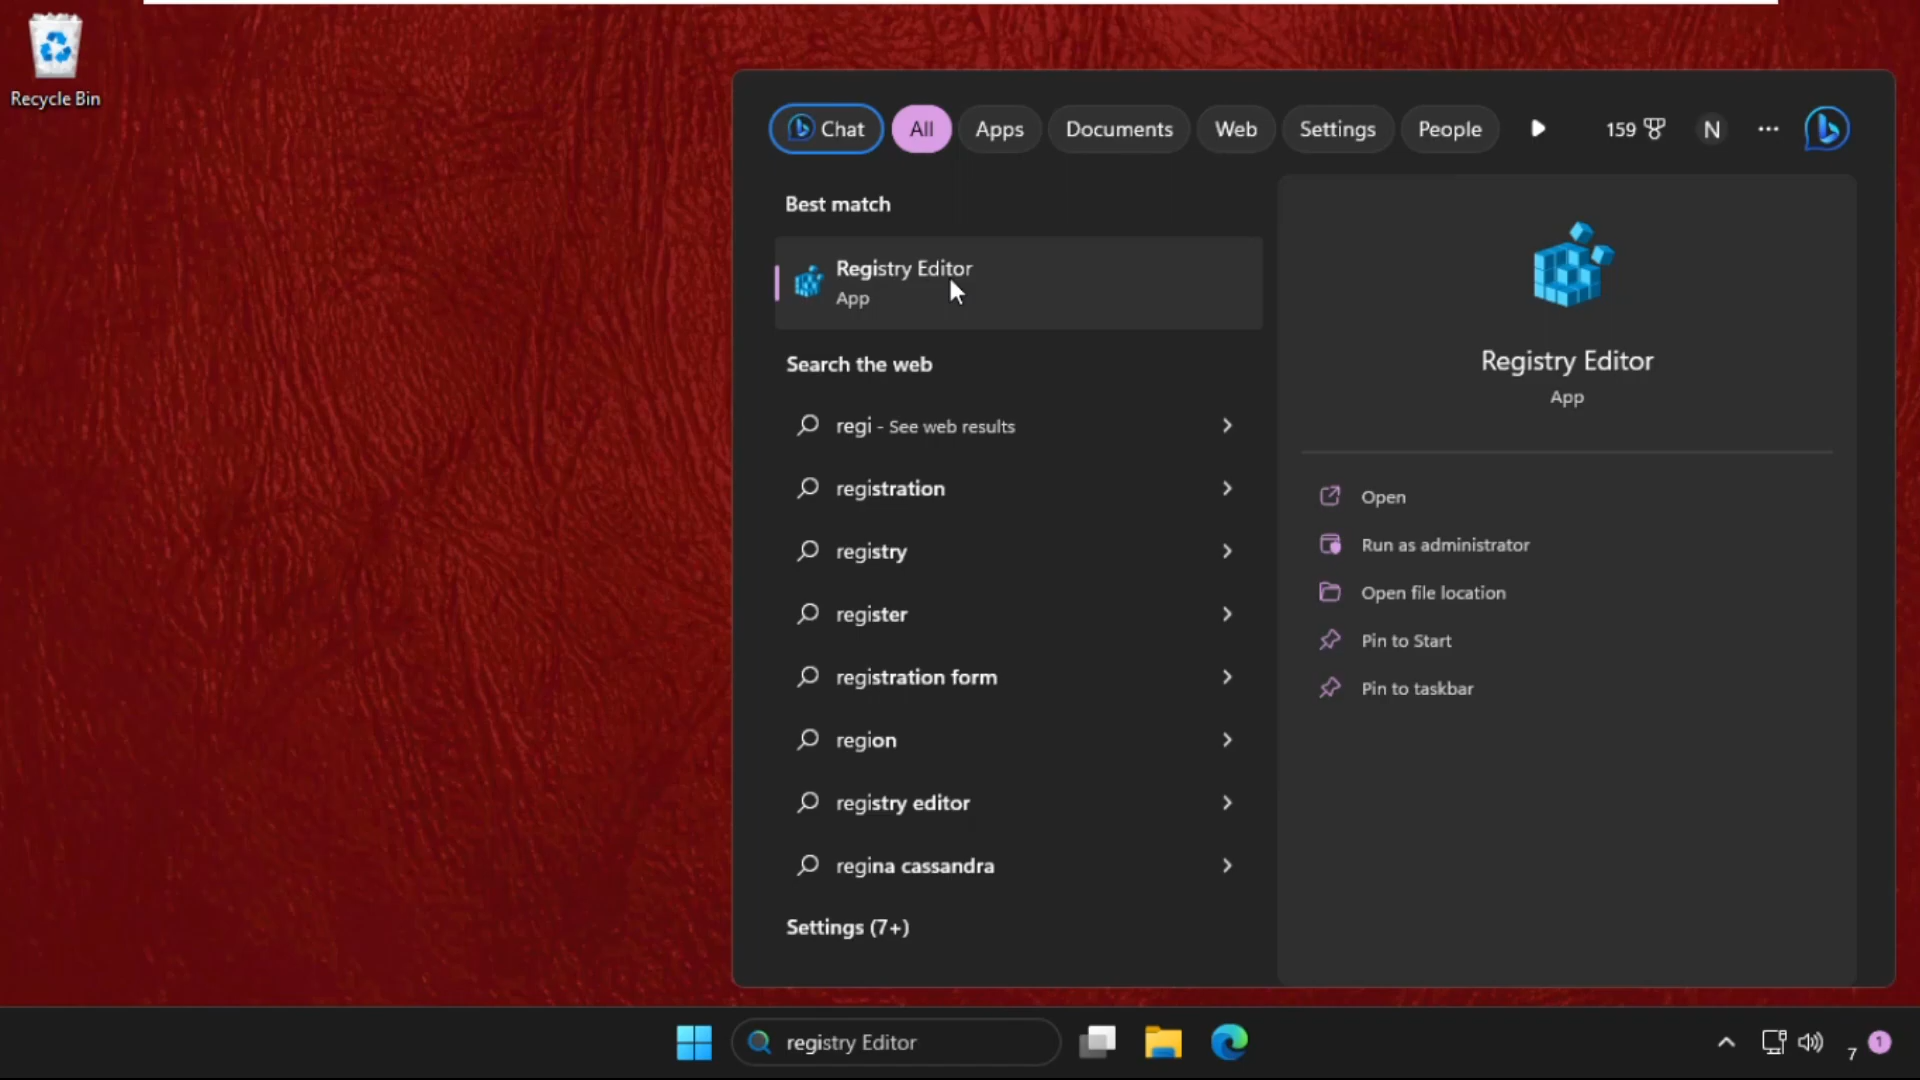 Recycle Bin
Chat All Apps Documents Web Settings People 159 N
Best match
Registry Editor
App
Search the web
regi - See web results
registration
registry
register
registration form
region
registry editor
regina cassandra
Settings (7+)
Registry Editor
App
Open
Run as administrator
Open file location
Pin to Start
Pin to taskbar
registry Editor
7 1